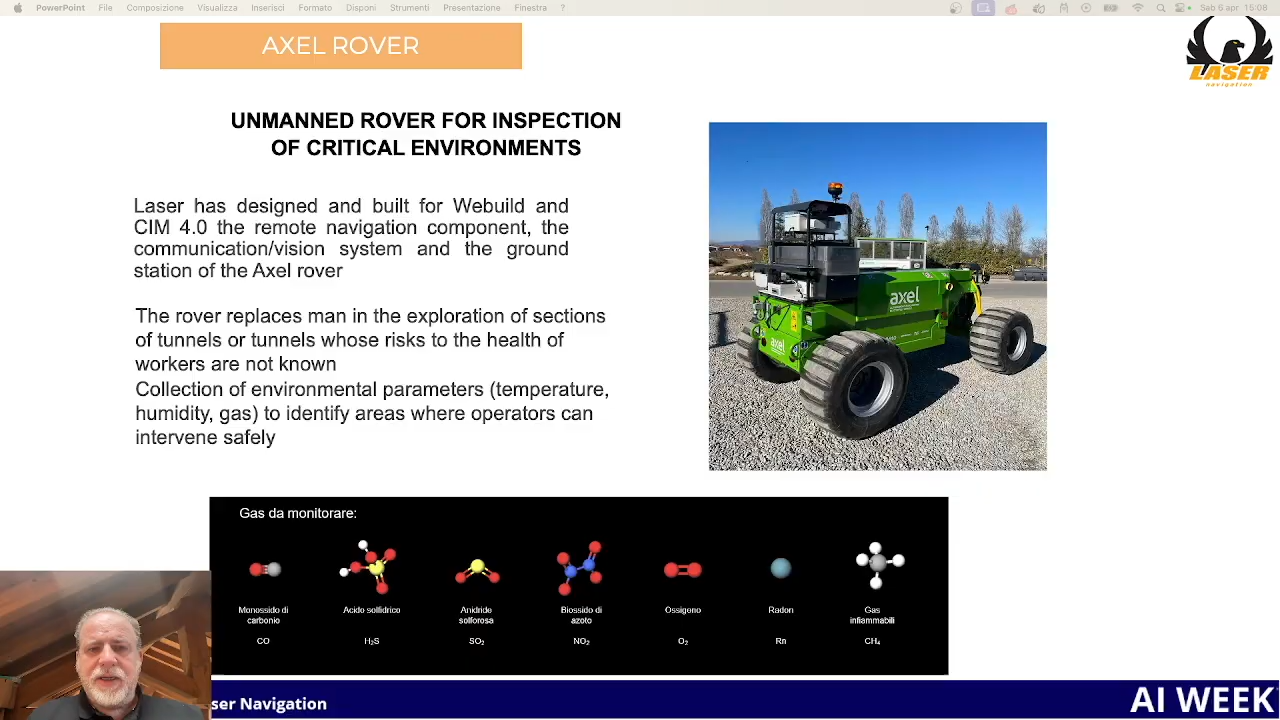 PowerPoint File Composizione Visualizza Inserisci Formato Disponi Strumenti Presentazione Finestra ? Sab 6 apr 15:08
AXEL ROVER
LASER
navigation
UNMANNED ROVER FOR INSPECTION
OF CRITICAL ENVIRONMENTS
Laser has designed and built for Webuild and
CIM 4.0 the remote navigation component, the
communication/vision system and the ground
station of the Axel rover
The rover replaces man in the exploration of sections
of tunnels or tunnels whose risks to the health of
workers are not known
Collection of environmental parameters (temperature,
humidity, gas) to identify areas where operators can
intervene safely
axel
axel
Gas da monitorare:
Monossido di
carbonio
CO
Acido solfidrico
H₂S
Anidride
solforosa
SO₂
Biossido di
azoto
NO₂
Ossigeno
O₂
Radon
Rn
Gas
infiammabili
CH₄
ser Navigation
AI WEEK